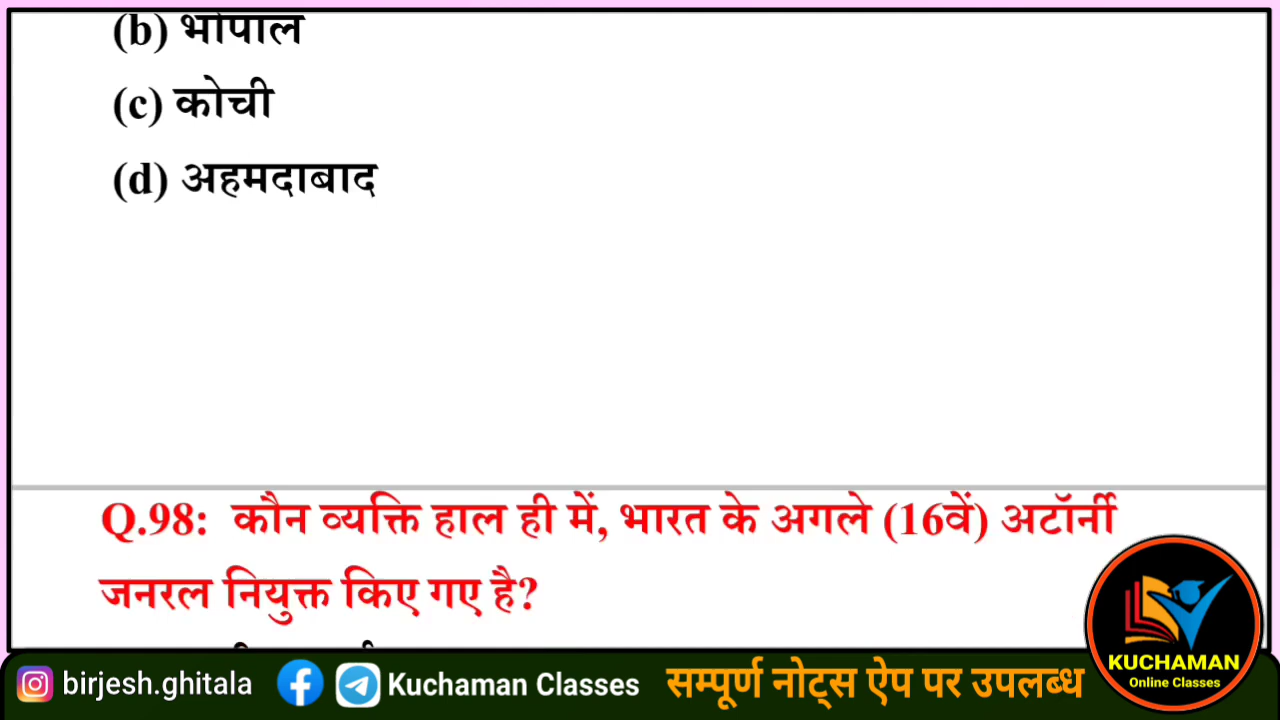 (b) भोपाल
(c) कोची
(d) अहमदाबाद
Q.98: कौन व्यक्ति हाल ही में, भारत के अगले (16वें) अटॉर्नी
जनरल नियुक्त किए गए है?
KUCHAMAN
Online Classes
birjesh.ghitala Kuchaman Classes सम्पूर्ण नोट्स ऐप पर उपलब्ध